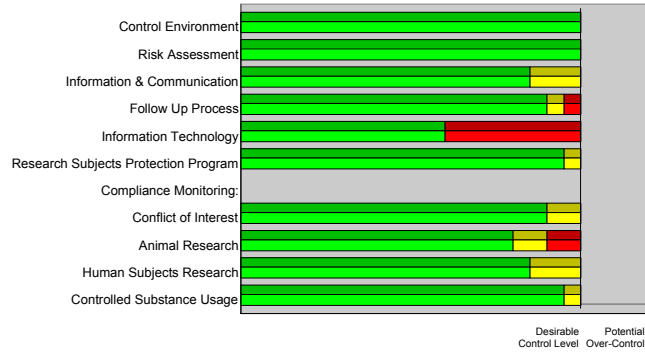 Control Environment
Risk Assessment
Information & Communication
Follow Up Process
Information Technology
Research Subjects Protection Program
Compliance Monitoring:
Conflict of Interest
Animal Research
Human Subjects Research
Controlled Substance Usage
Desirable Potential
Control Level Over-Control